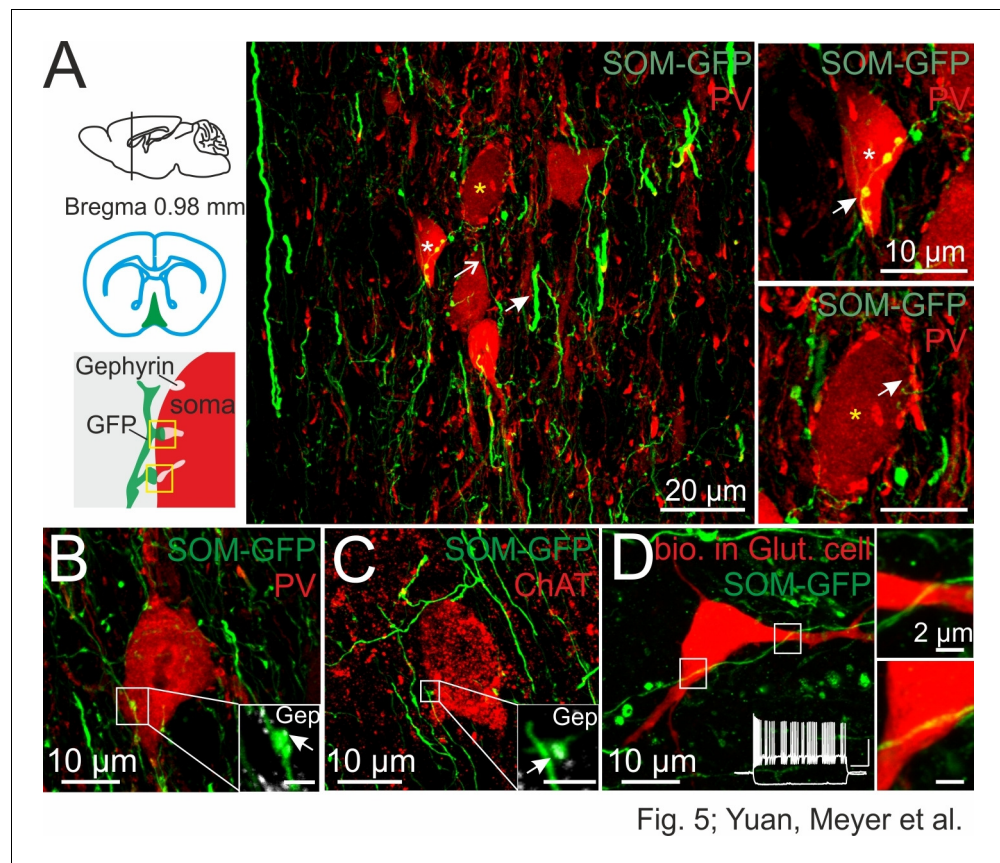 A
Bregma 0.98 mm
Gephyrin
soma
GFP
SOM-GFP
PV
*
*
20 µm
SOM-GFP
PV
*
10 µm
SOM-GFP
PV
*
B
SOM-GFP
PV
Gep
10 µm
C
SOM-GFP
ChAT
Gep
10 µm
D
bio. in Glut. cell
SOM-GFP
10 µm
2 µm
Fig. 5; Yuan, Meyer et al.